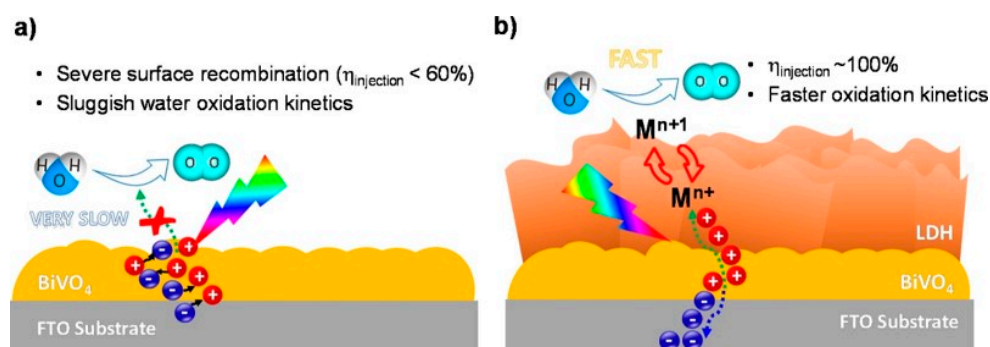 a)
• Severe surface recombination (ηinjection < 60%)
• Sluggish water oxidation kinetics
H H
O
O O
VERY SLOW
+ - + - + - + - +
BiVO₄
FTO Substrate
b)
FAST
H H
O
O O
• ηinjection ~100%
• Faster oxidation kinetics
Mⁿ⁺¹
Mⁿ⁺
+ + + + +
LDH
BiVO₄
- - - -
FTO Substrate